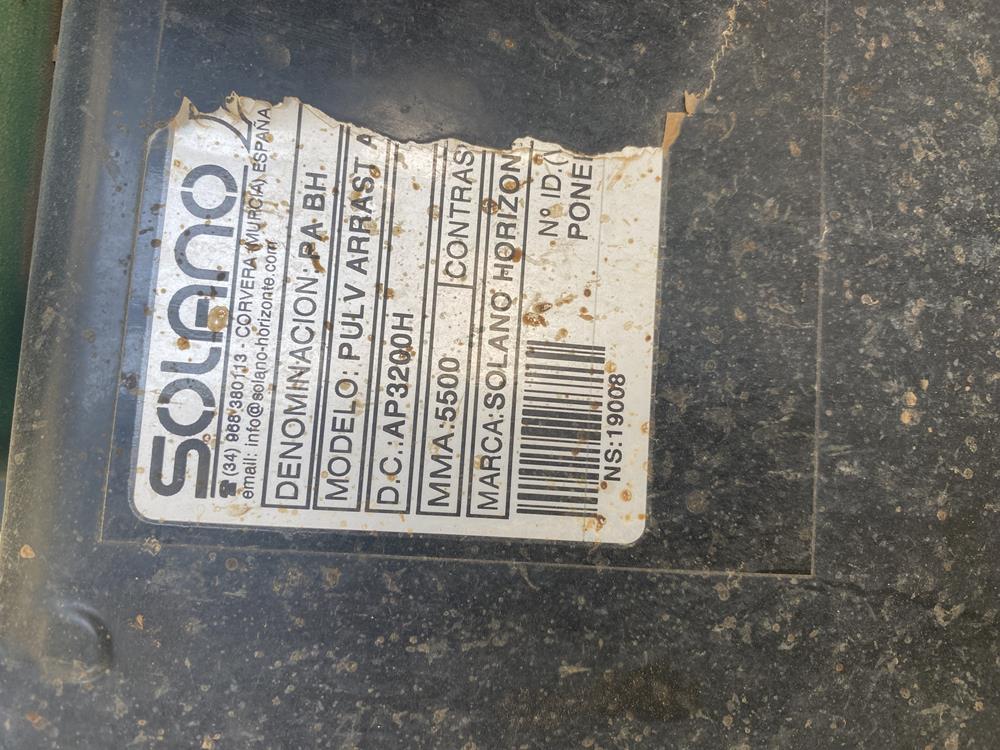 SOLANO
(34) 968 380113 - CORVERA (MURCIA) ESPAÑA
email: info@solano-horizonte.com
DENOMINACION: PA BH.
MODELO: PULV ARRAST A
D.C.: AP3200H
MMA: 5500 CONTRAS
MARCA: SOLANO HORIZON
Nº ID. (
PONE
NS: 19008